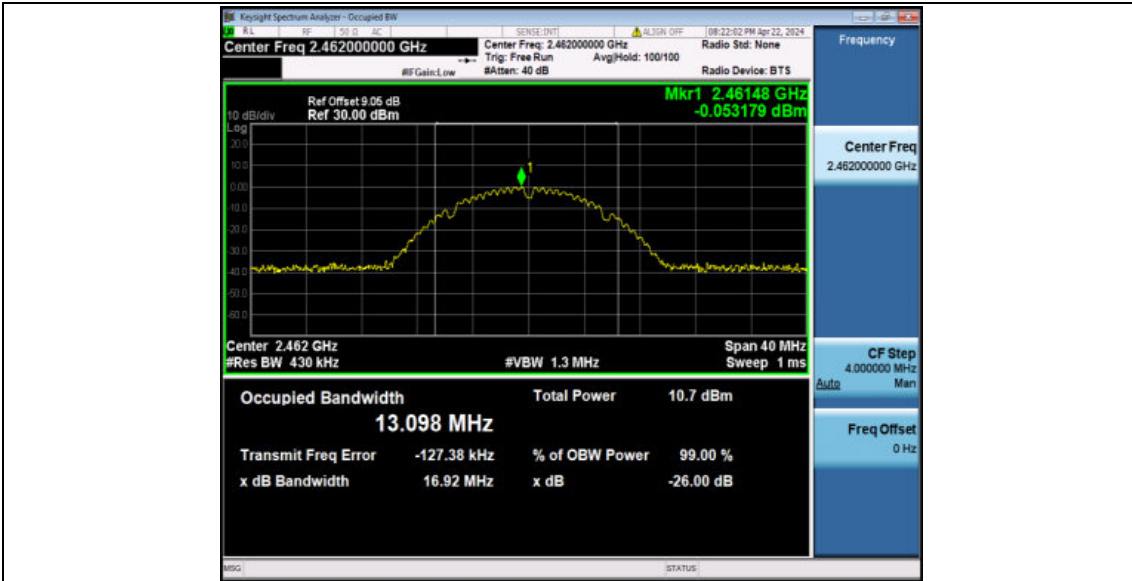 Keysight Spectrum Analyzer - Occupied BW
RL RF 50 Ω AC SENSE:INT ALIGN OFF 08:22:02 PM Apr 22, 2024
Center Freq 2.462000000 GHz
Center Freq: 2.462000000 GHz
Radio Std: None
Trig: Free Run Avg|Hold: 100/100
#IFGain:Low
#Atten: 40 dB
Radio Device: BTS
Frequency
Ref Offset 9.05 dB
Mkr1 2.46148 GHz
10 dB/div Ref 30.00 dBm
-0.053179 dBm
Log
20.0
10.0
0.00
-10.0
-20.0
-30.0
-40.0
-50.0
-60.0
1
Center Freq
2.462000000 GHz
Center 2.462 GHz
Span 40 MHz
#Res BW 430 kHz
#VBW 1.3 MHz
Sweep 1 ms
CF Step
4.000000 MHz
Auto Man
Occupied Bandwidth
Total Power 10.7 dBm
13.098 MHz
Transmit Freq Error -127.38 kHz
% of OBW Power 99.00 %
x dB Bandwidth 16.92 MHz
x dB -26.00 dB
Freq Offset
0 Hz
MSG
STATUS